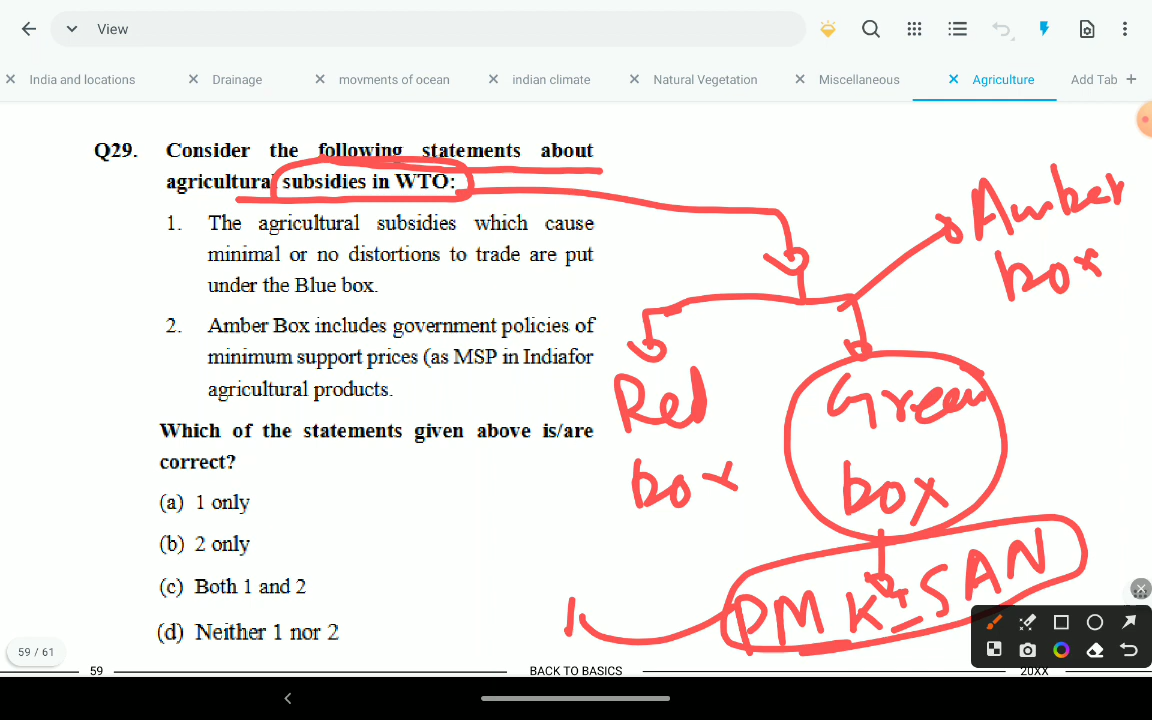 View
India and locations
Drainage
movments of ocean
indian climate
Natural Vegetation
Miscellaneous
Agriculture
Add Tab
Q29. Consider the following statements about
agricultural subsidies in WTO:
1. The agricultural subsidies which cause
minimal or no distortions to trade are put
under the Blue box.
2. Amber Box includes government policies of
minimum support prices (as MSP in Indiafor
agricultural products.
Which of the statements given above is/are
correct?
(a) 1 only
(b) 2 only
(c) Both 1 and 2
(d) Neither 1 nor 2
Amber
box
Red
box
Green
box
PM KISAN
59 / 61
59
BACK TO BASICS
20XX